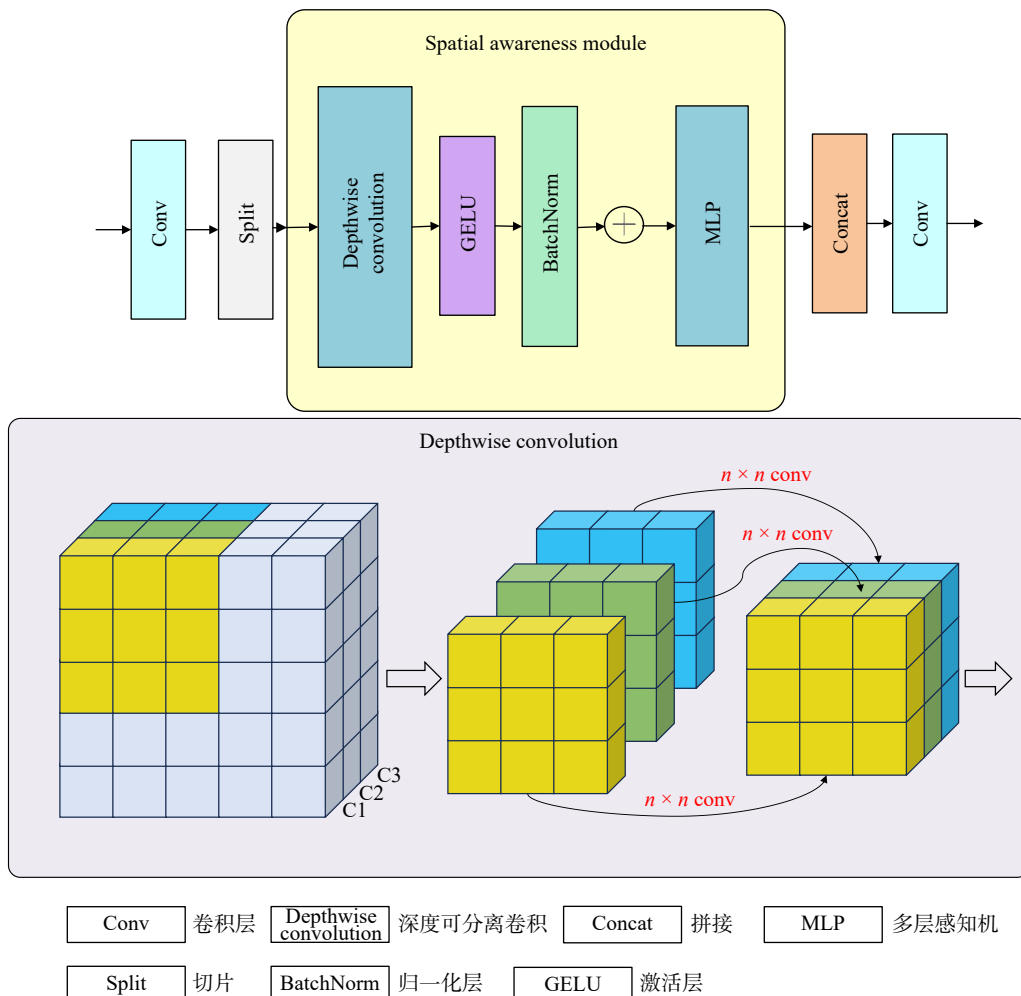 Spatial awareness module
Conv
Split
Depthwise
convolution
GELU
BatchNorm
MLP
Concat
Conv
Depthwise convolution
n × n conv
n × n conv
n × n conv
C1
C2
C3
Conv 卷积层
Depthwise
convolution 深度可分离卷积
Concat 拼接
MLP 多层感知机
Split 切片
BatchNorm 归一化层
GELU 激活层